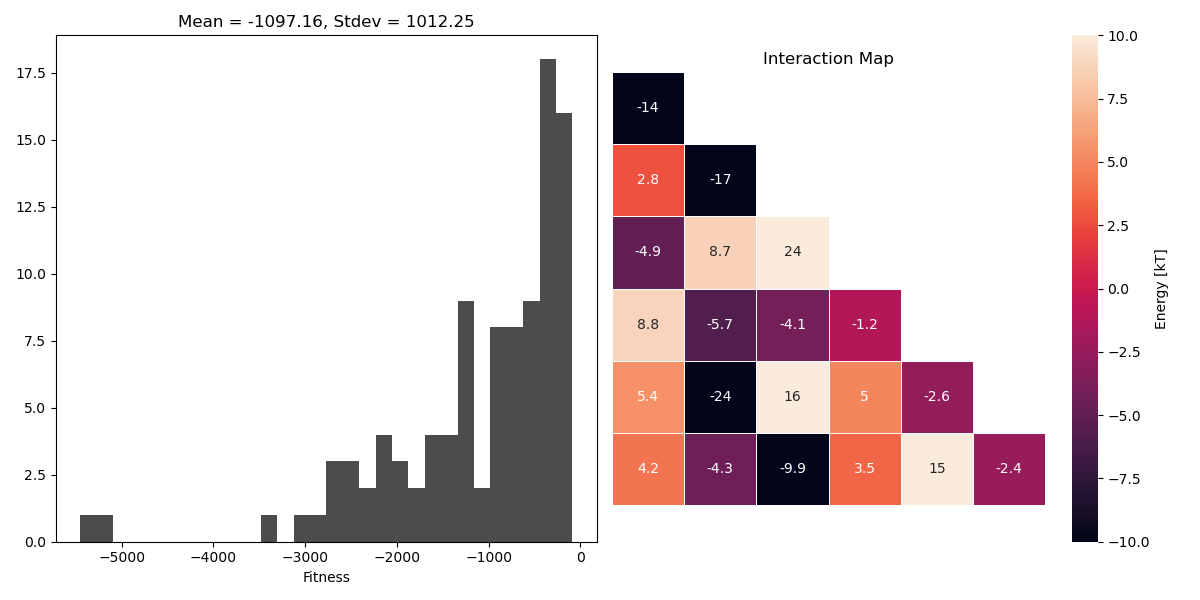 Mean = -1097.16, Stdev = 1012.25
17.5
15.0
12.5
10.0
7.5
5.0
2.5
0.0
−5000 −4000 −3000 −2000 −1000 0
Fitness
Interaction Map
-14
2.8 -17
-4.9 8.7 24
8.8 -5.7 -4.1 -1.2
5.4 -24 16 5 -2.6
4.2 -4.3 -9.9 3.5 15 -2.4
10.0
7.5
5.0
2.5
0.0
−2.5
−5.0
−7.5
−10.0
Energy [kT]